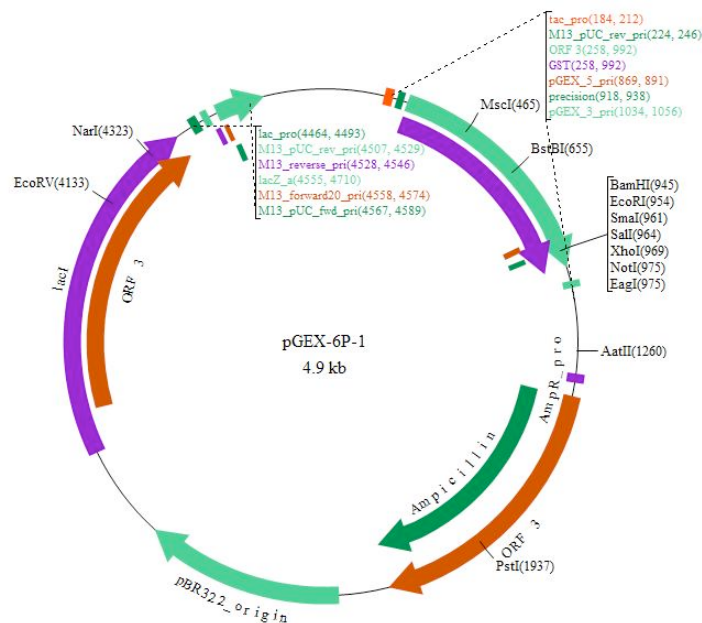 tac_pro(184, 212)
M13_pUC_rev_pri(224, 246)
ORF 3(258, 992)
GST(258, 992)
pGEX_5_pri(869, 891)
precision(918, 938)
pGEX_3_pri(1034, 1056)
MscI(465)
BstBI(655)
NarI(4323)
EcoRV(4133)
lac_pro(4464, 4493)
M13_pUC_rev_pri(4507, 4529)
M13_reverse_pri(4528, 4546)
lacZ_a(4555, 4710)
M13_forward20_pri(4558, 4574)
M13_pUC_fwd_pri(4567, 4589)
BamHI(945)
EcoRI(954)
SmaI(961)
SalI(964)
XhoI(969)
NotI(975)
EagI(975)
lacI
ORF 3
pGEX-6P-1
4.9 kb
AatII(1260)
AmpR_pro
Ampicillin
ORF 3
PstI(1937)
pBR322_origin